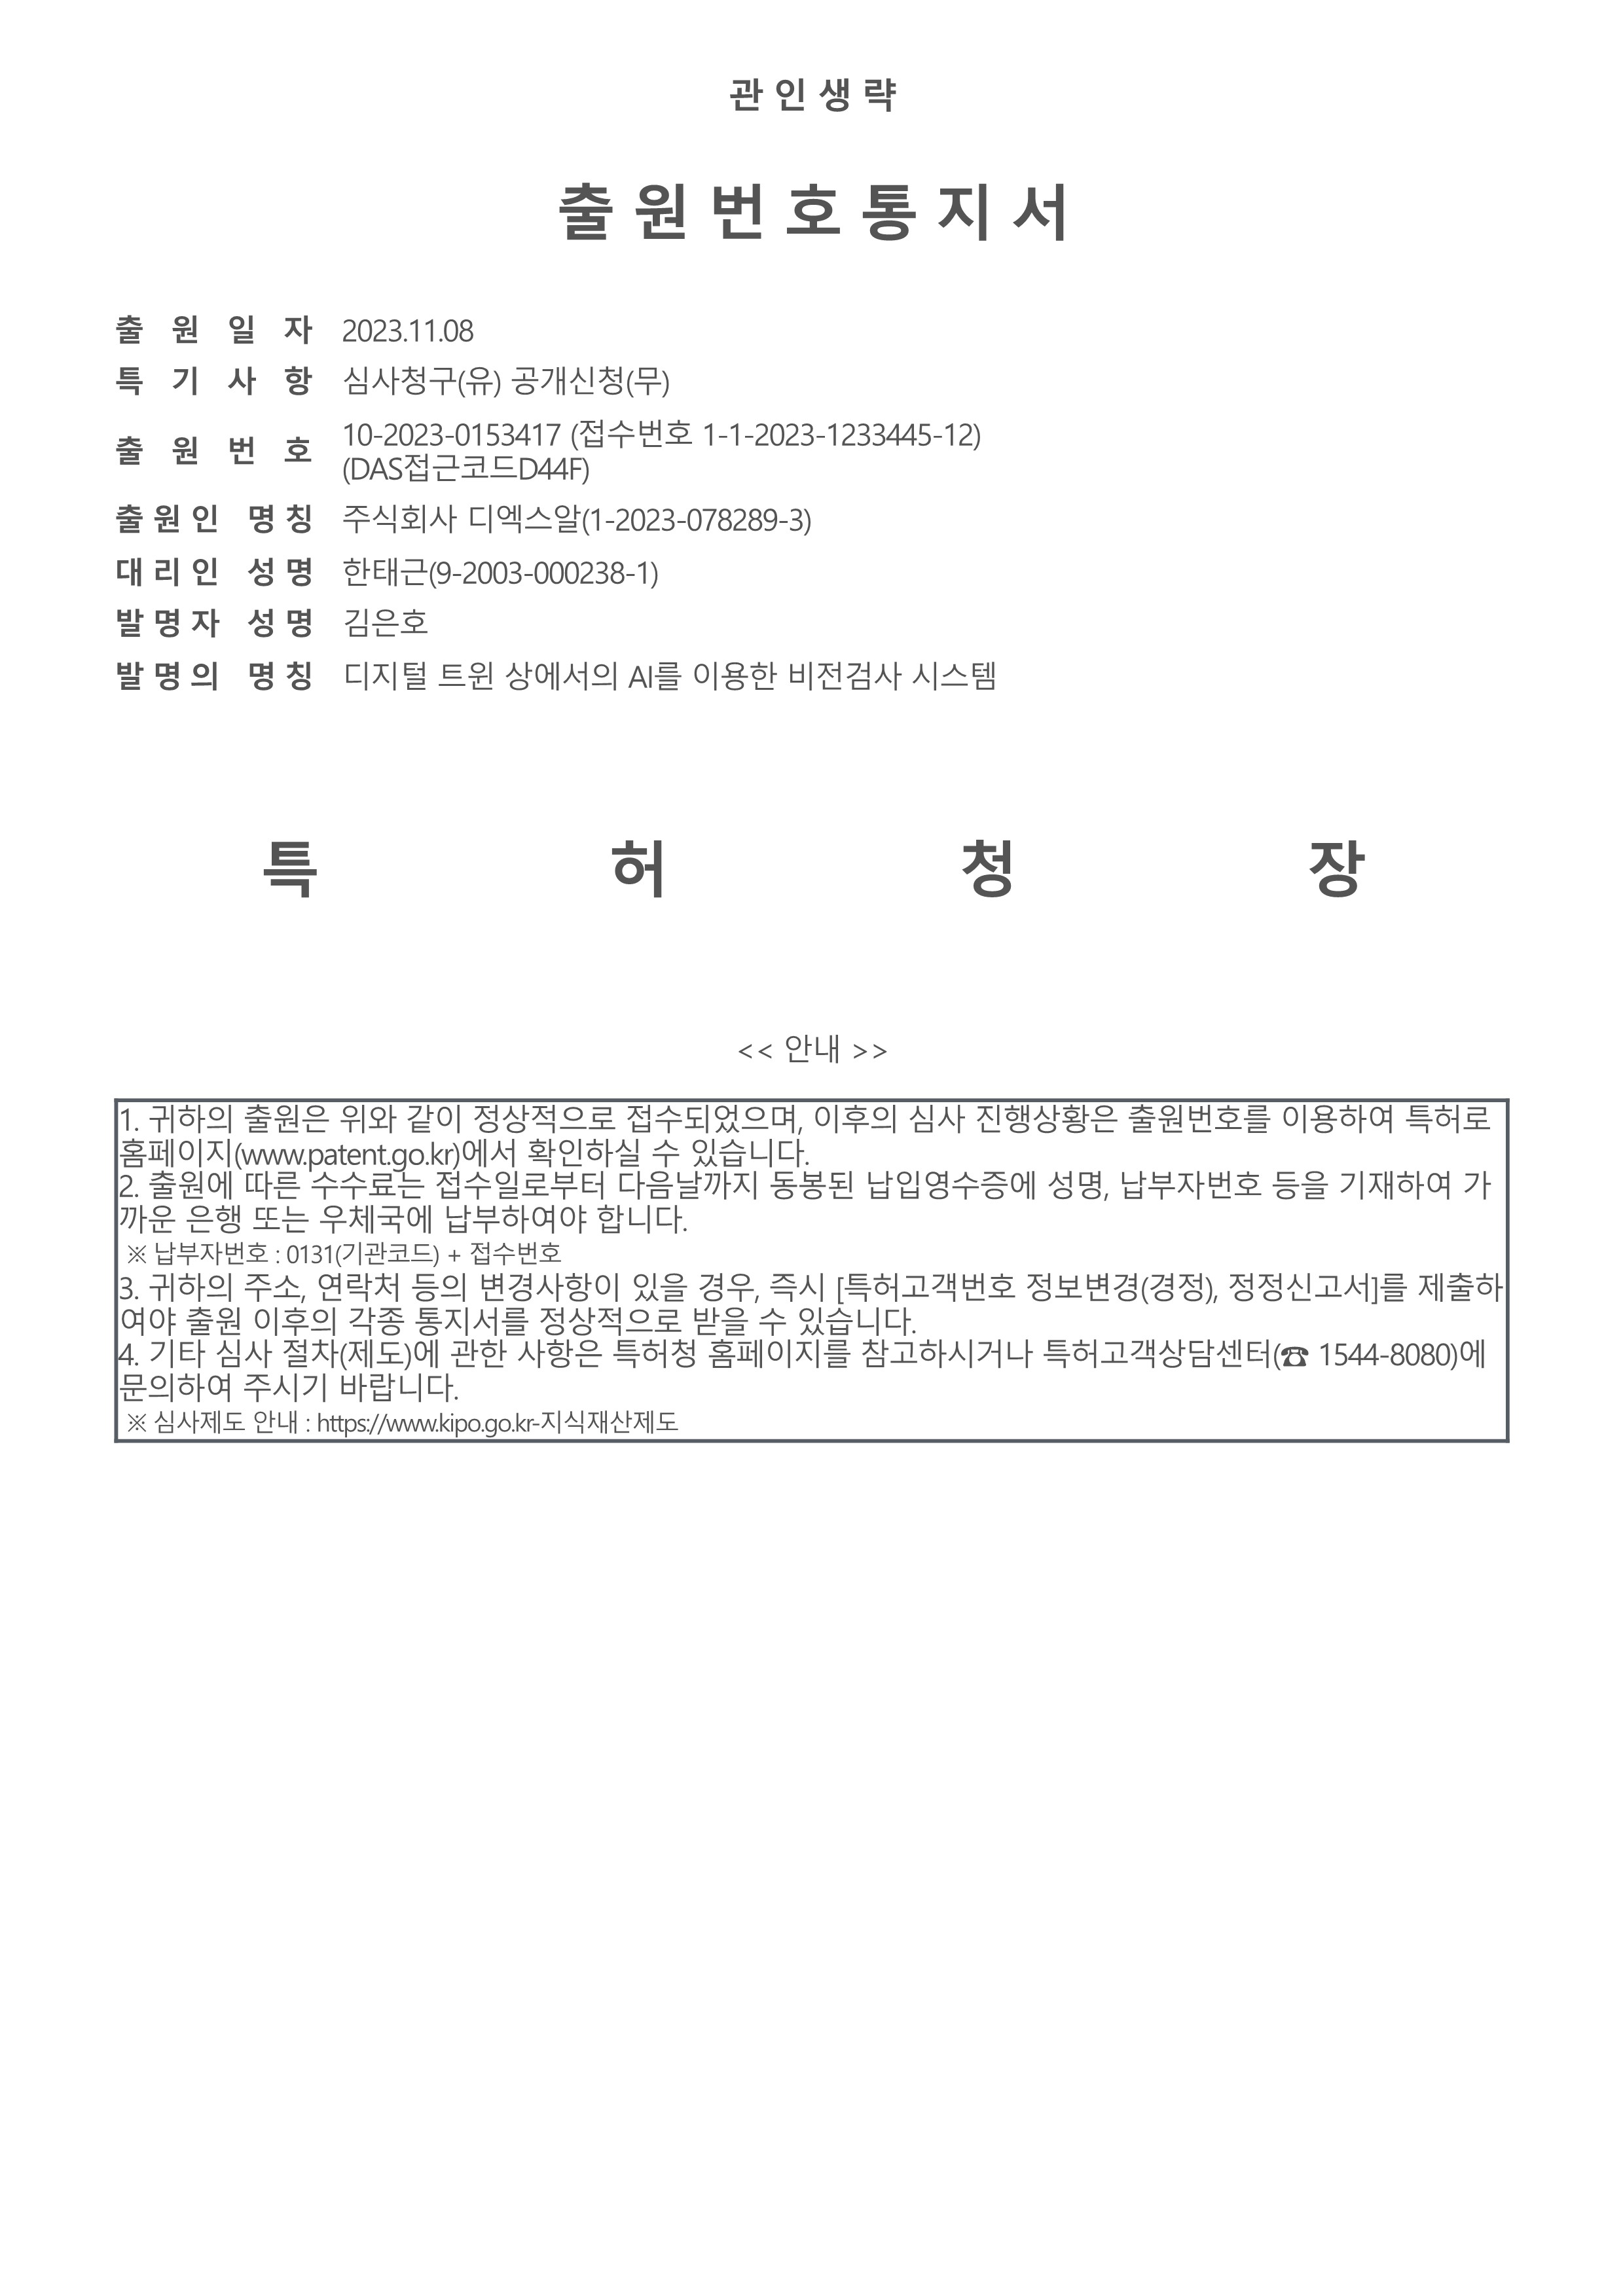 관 인 생 략
출 원 번 호 통 지 서
출 원 일 자 2023.11.08
특 기 사 항 심사청구(유) 공개신청(무)
출 원 번 호 10-2023-0153417 (접수번호 1-1-2023-1233445-12)
(DAS접근코드D44F)
출 원 인 명 칭 주식회사 디엑스알(1-2023-078289-3)
대 리 인 성 명 한태근(9-2003-000238-1)
발 명 자 성 명 김은호
발 명 의 명 칭 디지털 트윈 상에서의 AI를 이용한 비전검사 시스템
특 허 청 장
<< 안내 >>
1. 귀하의 출원은 위와 같이 정상적으로 접수되었으며, 이후의 심사 진행상황은 출원번호를 이용하여 특허로
홈페이지(www.patent.go.kr)에서 확인하실 수 있습니다.
2. 출원에 따른 수수료는 접수일로부터 다음날까지 동봉된 납입영수증에 성명, 납부자번호 등을 기재하여 가
까운 은행 또는 우체국에 납부하여야 합니다.
※ 납부자번호 : 0131(기관코드) + 접수번호
3. 귀하의 주소, 연락처 등의 변경사항이 있을 경우, 즉시 [특허고객번호 정보변경(경정), 정정신고서]를 제출하
여야 출원 이후의 각종 통지서를 정상적으로 받을 수 있습니다.
4. 기타 심사 절차(제도)에 관한 사항은 특허청 홈페이지를 참고하시거나 특허고객상담센터(☎ 1544-8080)에
문의하여 주시기 바랍니다.
※ 심사제도 안내 : https://www.kipo.go.kr-지식재산제도